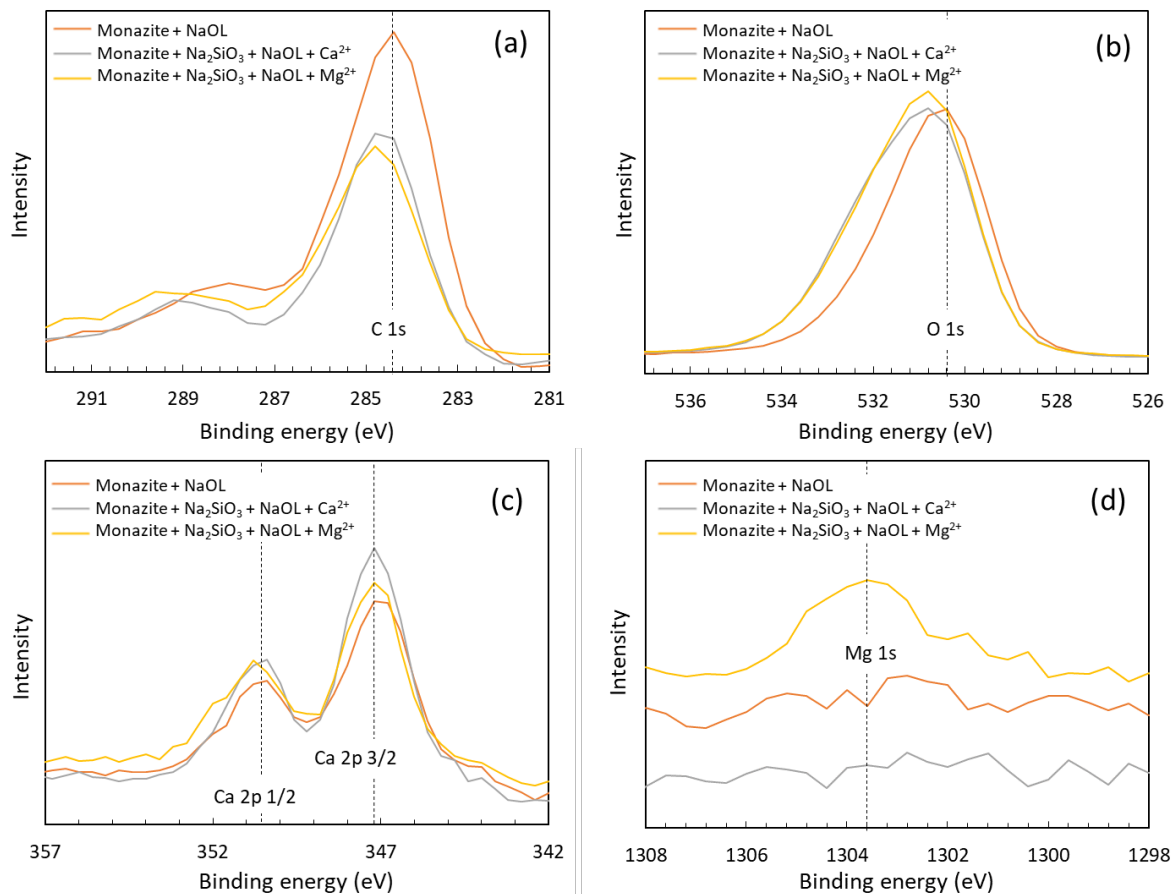 (a)
Monazite + NaOL
Monazite + Na₂SiO₃ + NaOL + Ca²⁺
Monazite + Na₂SiO₃ + NaOL + Mg²⁺
Intensity
C 1s
291 289 287 285 283 281
Binding energy (eV)
(b)
Monazite + NaOL
Monazite + Na₂SiO₃ + NaOL + Ca²⁺
Monazite + Na₂SiO₃ + NaOL + Mg²⁺
Intensity
O 1s
536 534 532 530 528 526
Binding energy (eV)
(c)
Monazite + NaOL
Monazite + Na₂SiO₃ + NaOL + Ca²⁺
Monazite + Na₂SiO₃ + NaOL + Mg²⁺
Intensity
Ca 2p 3/2
Ca 2p 1/2
357 352 347 342
Binding energy (eV)
(d)
Monazite + NaOL
Monazite + Na₂SiO₃ + NaOL + Ca²⁺
Monazite + Na₂SiO₃ + NaOL + Mg²⁺
Intensity
Mg 1s
1308 1306 1304 1302 1300 1298
Binding energy (eV)